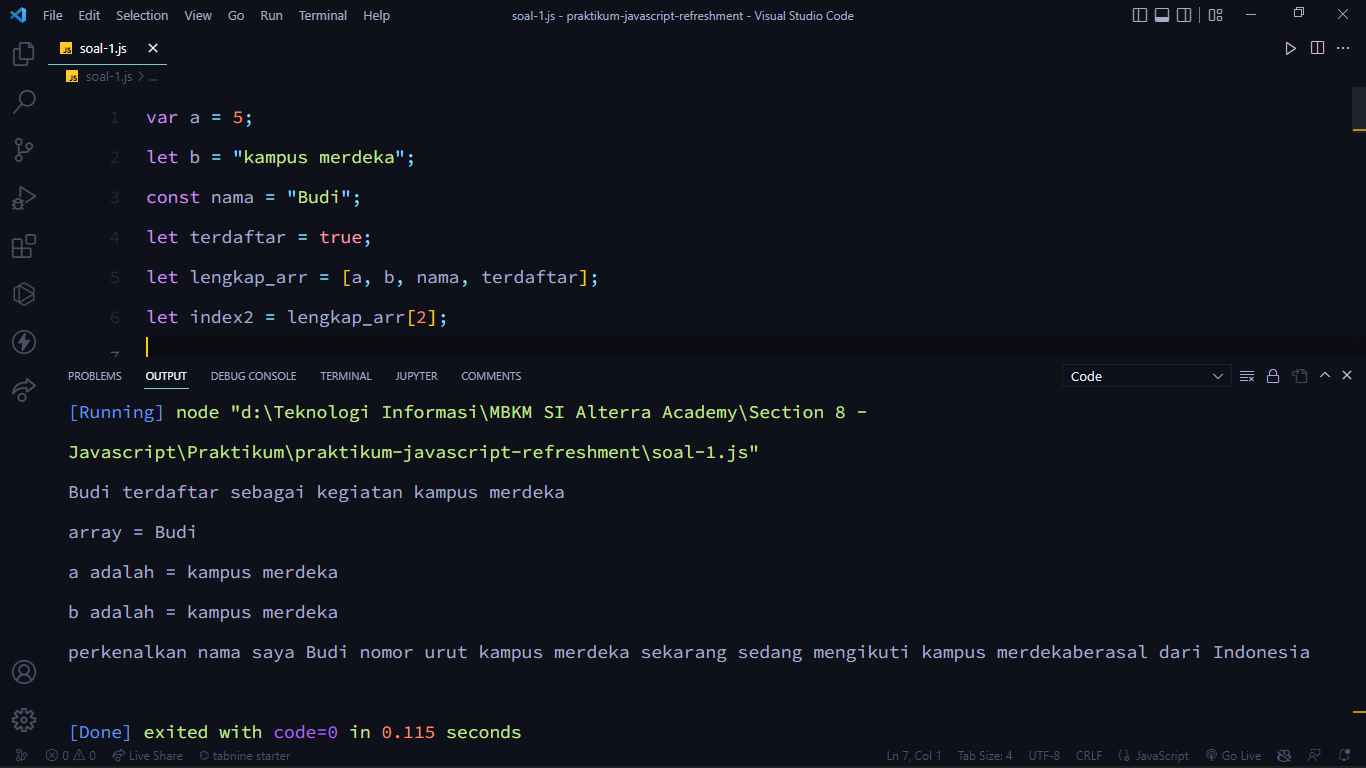 File Edit Selection View Go Run Terminal Help soal-1.js - praktikum-javascript-refreshment - Visual Studio Code
JS soal-1.js
JS soal-1.js > ...
1 var a = 5;
2 let b = "kampus merdeka";
3 const nama = "Budi";
4 let terdaftar = true;
5 let lengkap_arr = [a, b, nama, terdaftar];
6 let index2 = lengkap_arr[2];
7
PROBLEMS OUTPUT DEBUG CONSOLE TERMINAL JUPYTER COMMENTS Code
[Running] node "d:\Teknologi Informasi\MBKM SI Alterra Academy\Section 8 -
Javascript\Praktikum\praktikum-javascript-refreshment\soal-1.js"
Budi terdaftar sebagai kegiatan kampus merdeka
array = Budi
a adalah = kampus merdeka
b adalah = kampus merdeka
perkenalkan nama saya Budi nomor urut kampus merdeka sekarang sedang mengikuti kampus merdekaberasal dari Indonesia
[Done] exited with code=0 in 0.115 seconds
0 0 Live Share tabnine starter Ln 7, Col 1 Tab Size: 4 UTF-8 CRLF {} JavaScript Go Live